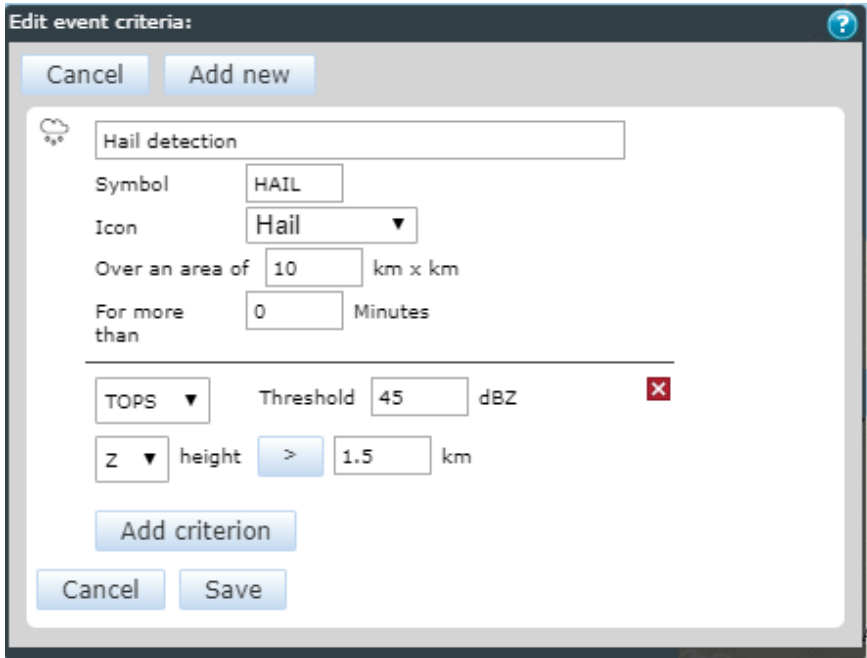 Edit event criteria:
?
Cancel Add new
Hail detection
Symbol HAIL
Icon Hail
Over an area of 10 km x km
For more than 0 Minutes
TOPS Threshold 45 dBZ
Z height > 1.5 km
Add criterion
Cancel Save